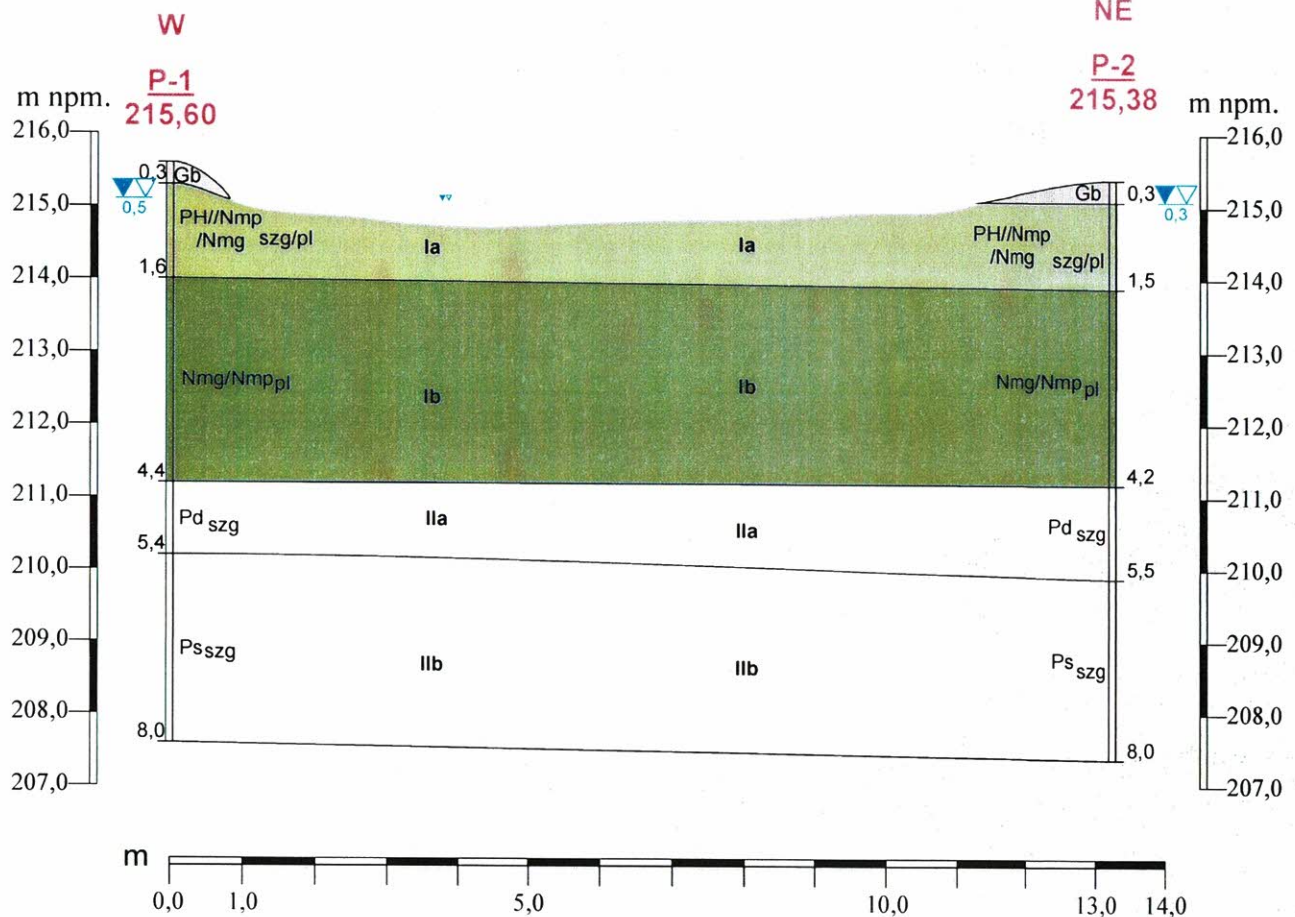 W
NE
P-1
215,60
P-2
215,38
m npm.
m npm.
216,0
216,0
0,3
Gb
Gb
0,3
0,5
0,3
215,0
215,0
PH//Nmp
/Nmg szg/pl
Ia
Ia
PH//Nmp
/Nmg szg/pl
1,6
1,5
214,0
214,0
213,0
213,0
Nmg/Nmp pl
Ib
Ib
Nmg/Nmp pl
212,0
212,0
4,4
4,2
211,0
211,0
Pd szg
IIa
IIa
Pd szg
5,4
5,5
210,0
210,0
209,0
209,0
Ps szg
IIb
IIb
Ps szg
208,0
208,0
8,0
8,0
207,0
207,0
m
0,0 1,0 5,0 10,0 13,0 14,0